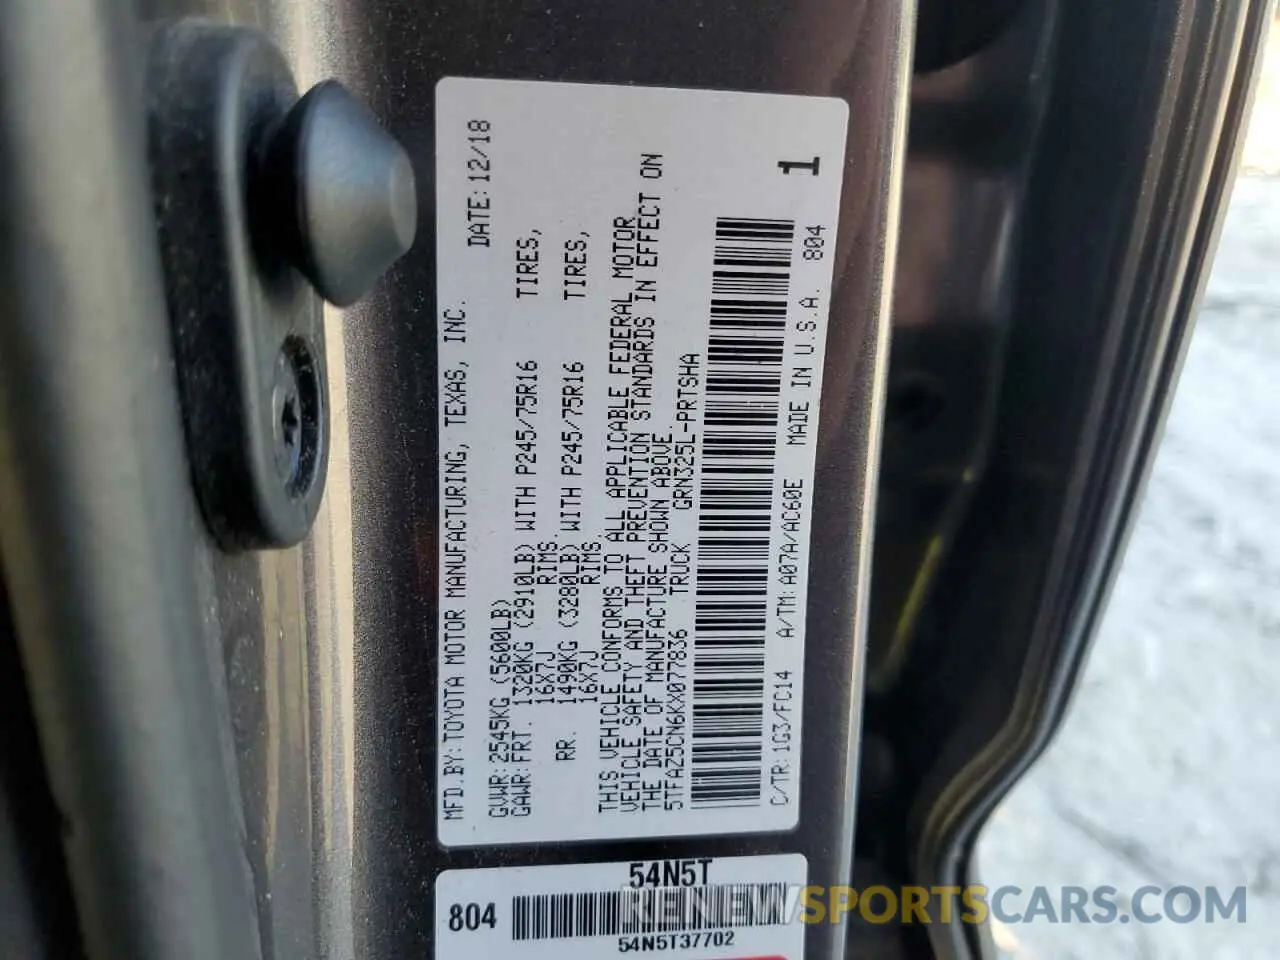 MFD.BY:TOYOTA MOTOR MANUFACTURING, TEXAS, INC. DATE:12/18
GVWR:2545KG (5600LB)
GAWR:FRT. 1320KG (2910LB) WITH P245/75R16 TIRES,
16X7J RIMS.
RR. 1490KG (3280LB) WITH P245/75R16 TIRES,
16X7J RIMS.
THIS VEHICLE CONFORMS TO ALL APPLICABLE FEDERAL MOTOR
VEHICLE SAFETY AND THEFT PREVENTION STANDARDS IN EFFECT ON
THE DATE OF MANUFACTURE SHOWN ABOVE.
5TFAZ5CN6KX077836 TRUCK GRN325L-PRTSHA
1
C/TR:1G3/FC14 A/TM:A07A/AC60E MADE IN U.S.A. 804
54N5T
804
54N5T37702
RENEWSPORTSCARS.COM